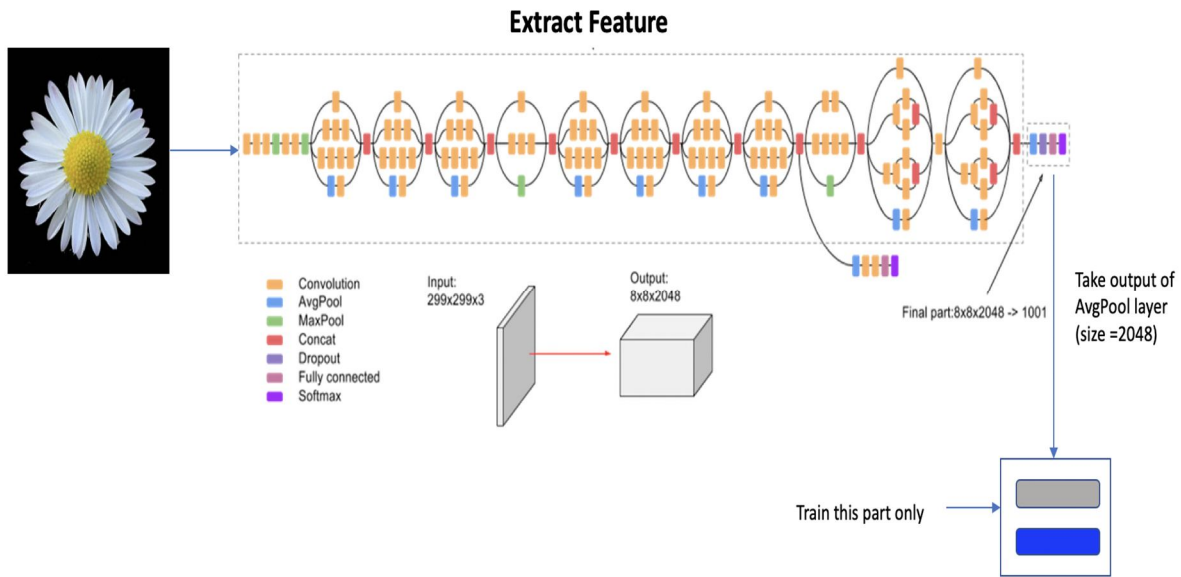 Extract Feature
Convolution
AvgPool
MaxPool
Concat
Dropout
Fully connected
Softmax
Input:
299x299x3
Output:
8x8x2048
Final part:8x8x2048 -> 1001
Take output of
AvgPool layer
(size =2048)
Train this part only